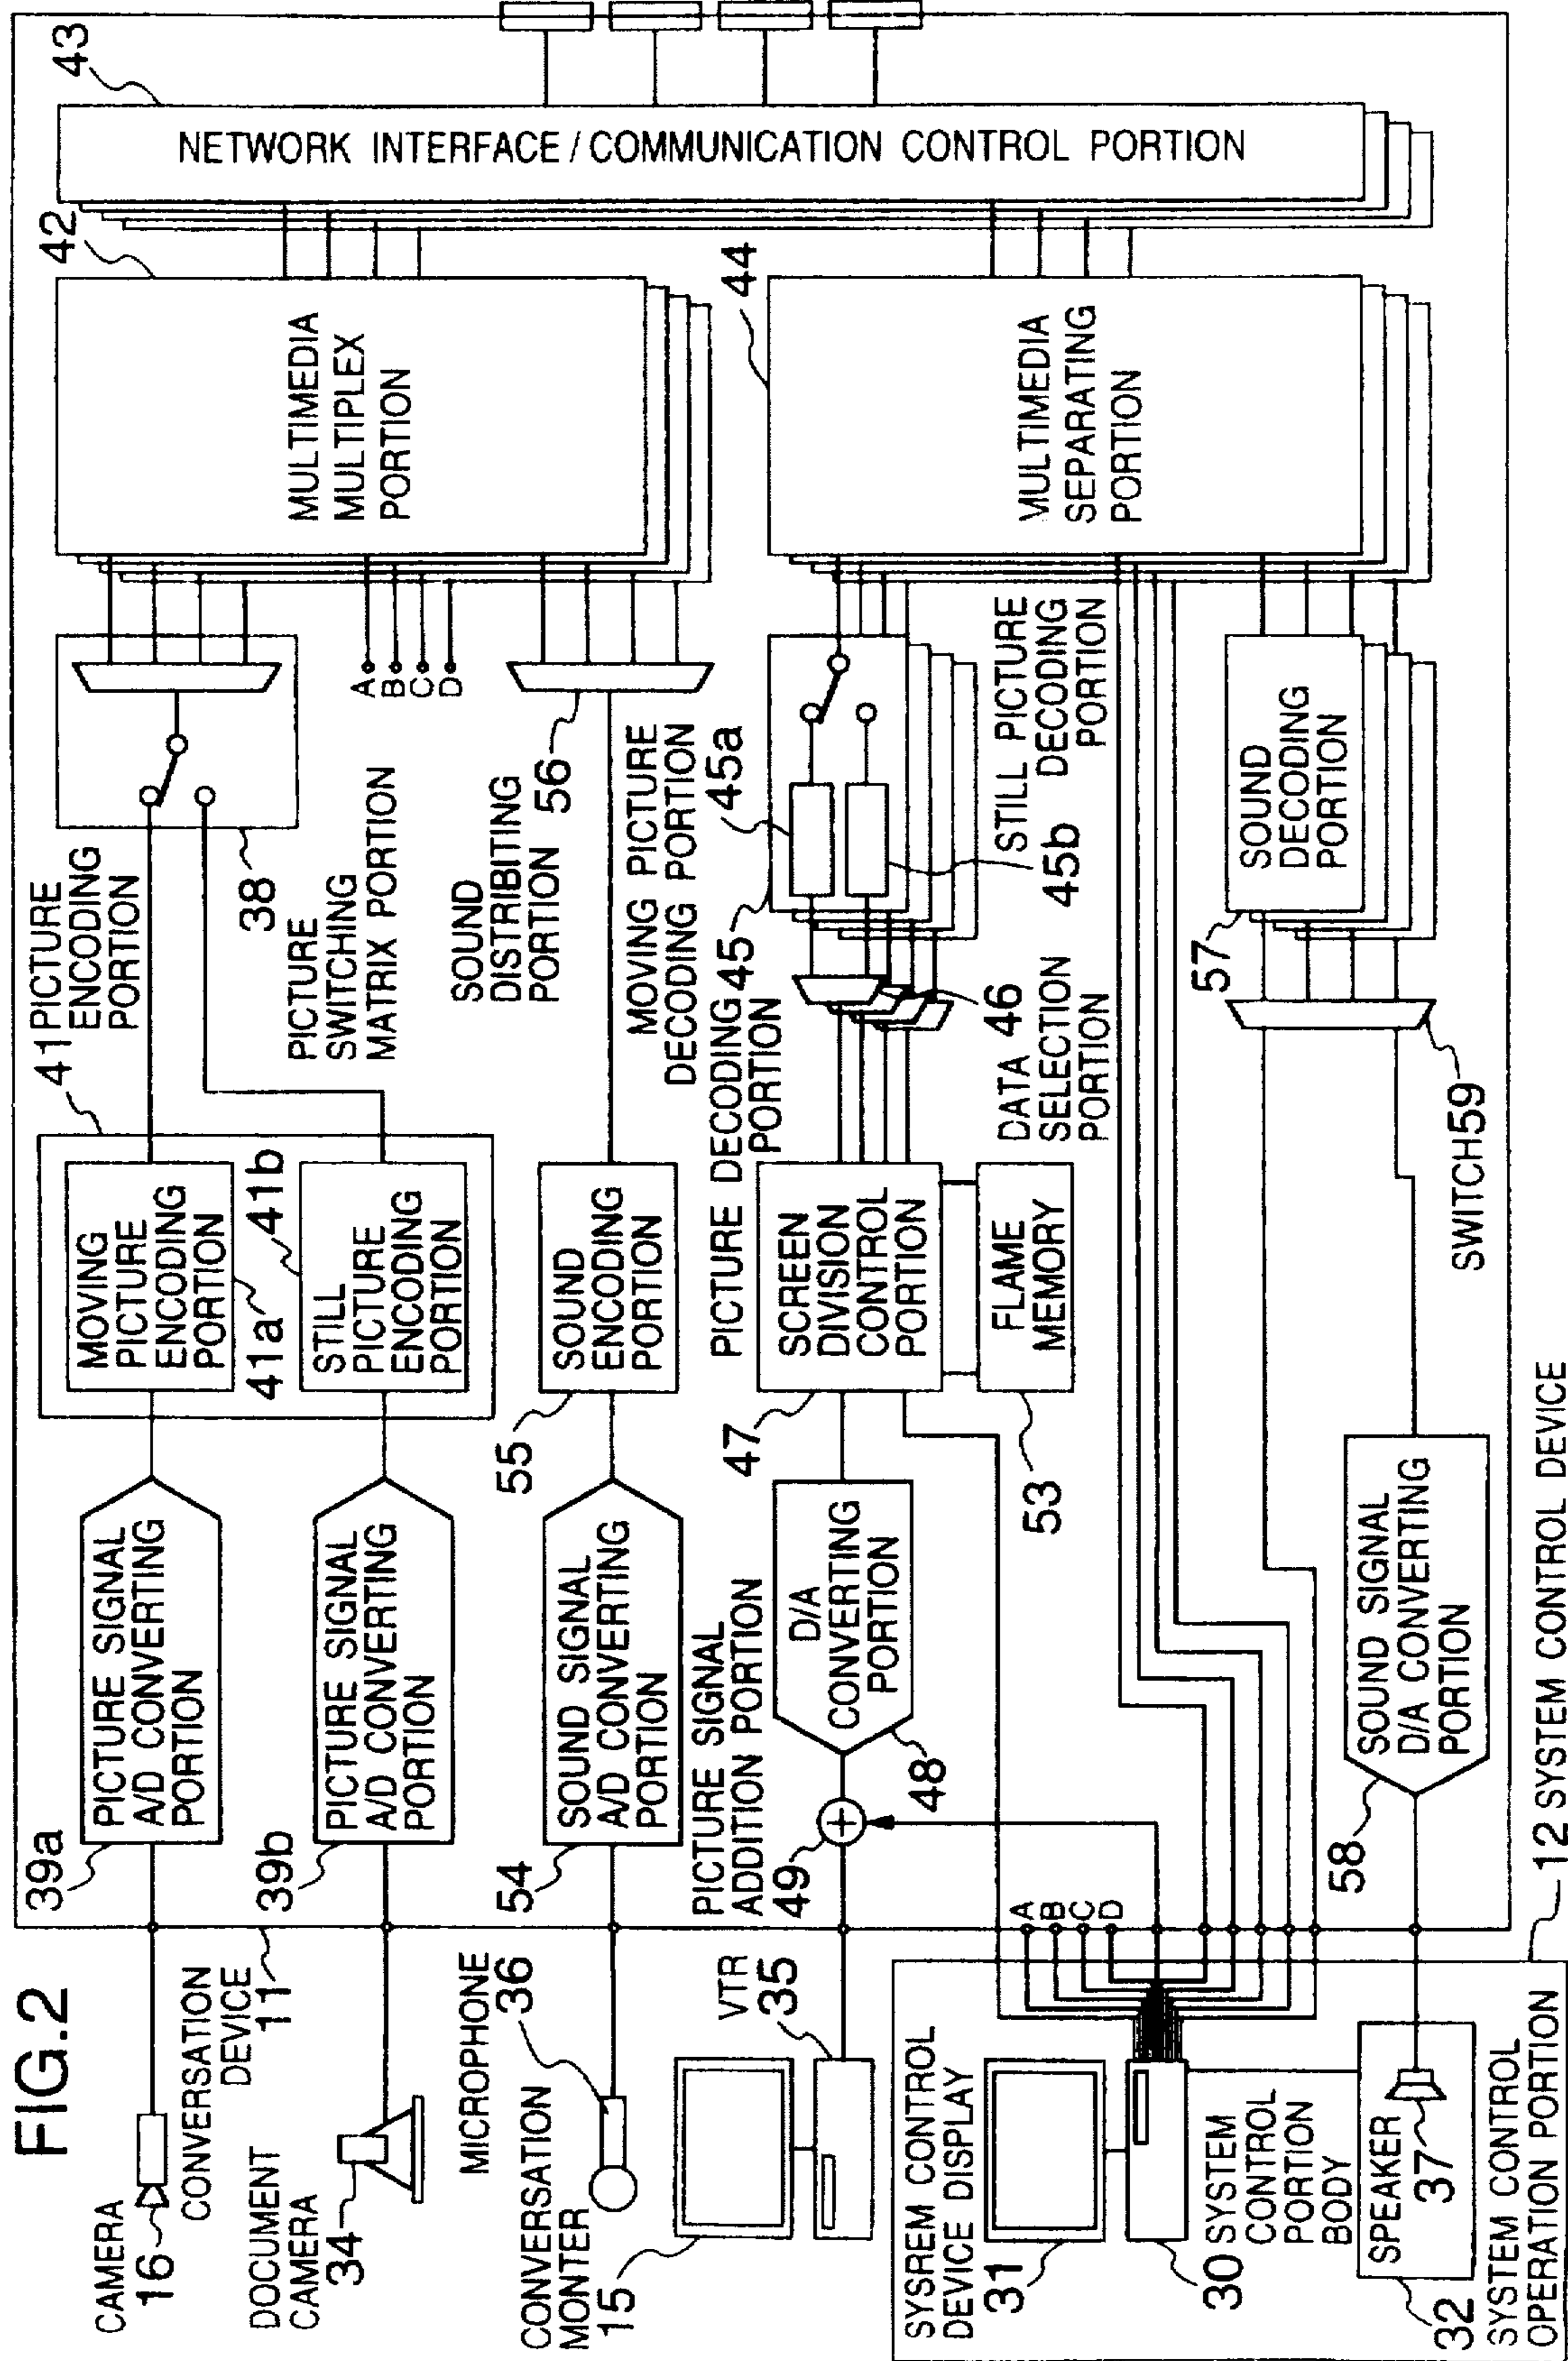 FIG.2
CAMERA
16
CONVERSATION
DEVICE
11
DOCUMENT
CAMERA
34
MICROPHONE
36
CONVERSATION
MONTER
15
VTR
35
SYSREM CONTROL
DEVICE DISPLAY
31
30
SYSTEM
CONTROL
PORTION
BODY
SPEAKER
37
32
SYSTEM CONTROL
OPERATION PORTION
12 SYSTEM CONTROL DEVICE
A
B
C
D
39a
PICTURE SIGNAL
A/D CONVERTING
PORTION
39b
PICTURE SIGNAL
A/D CONVERTING
PORTION
54
SOUND SIGNAL
A/D CONVERTING
PORTION
PICTURE SIGNAL
ADDITION PORTION
49
D/A
CONVERTING
PORTION
48
58
SOUND SIGNAL
D/A CONVERTING
PORTION
41
PICTURE
ENCODING
PORTION
MOVING
PICTURE
ENCODING
PORTION
41a
41b
STILL
PICTURE
ENCODING
PORTION
55
SOUND
ENCODING
PORTION
47
SCREEN
DIVISION
CONTROL
PORTION
FLAME
MEMORY
53
38
PICTURE
SWITCHING
MATRIX PORTION
A
B
C
D
SOUND
DISTRIBITING
PORTION
56
MOVING PICTURE
DECODING PORTION
45a
PICTURE DECODING
PORTION
45
DATA
SELECTION
PORTION
46
STILL PICTURE
DECODING
PORTION
45b
57
SOUND
DECODING
PORTION
SWITCH59
42
MULTIMEDIA
MULTIPLEX
PORTION
44
MULTIMEDIA
SEPARATING
PORTION
43
NETWORK INTERFACE/COMMUNICATION CONTROL PORTION